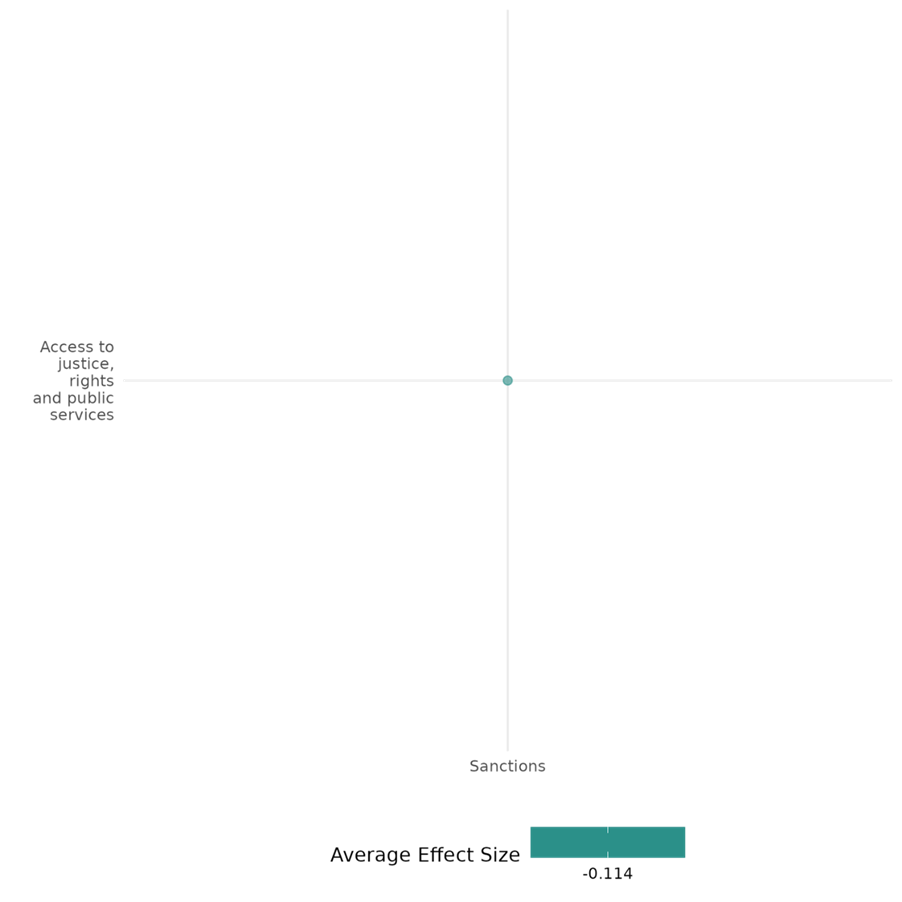 Access to
justice,
rights
and public
services
Sanctions
Average Effect Size
-0.114